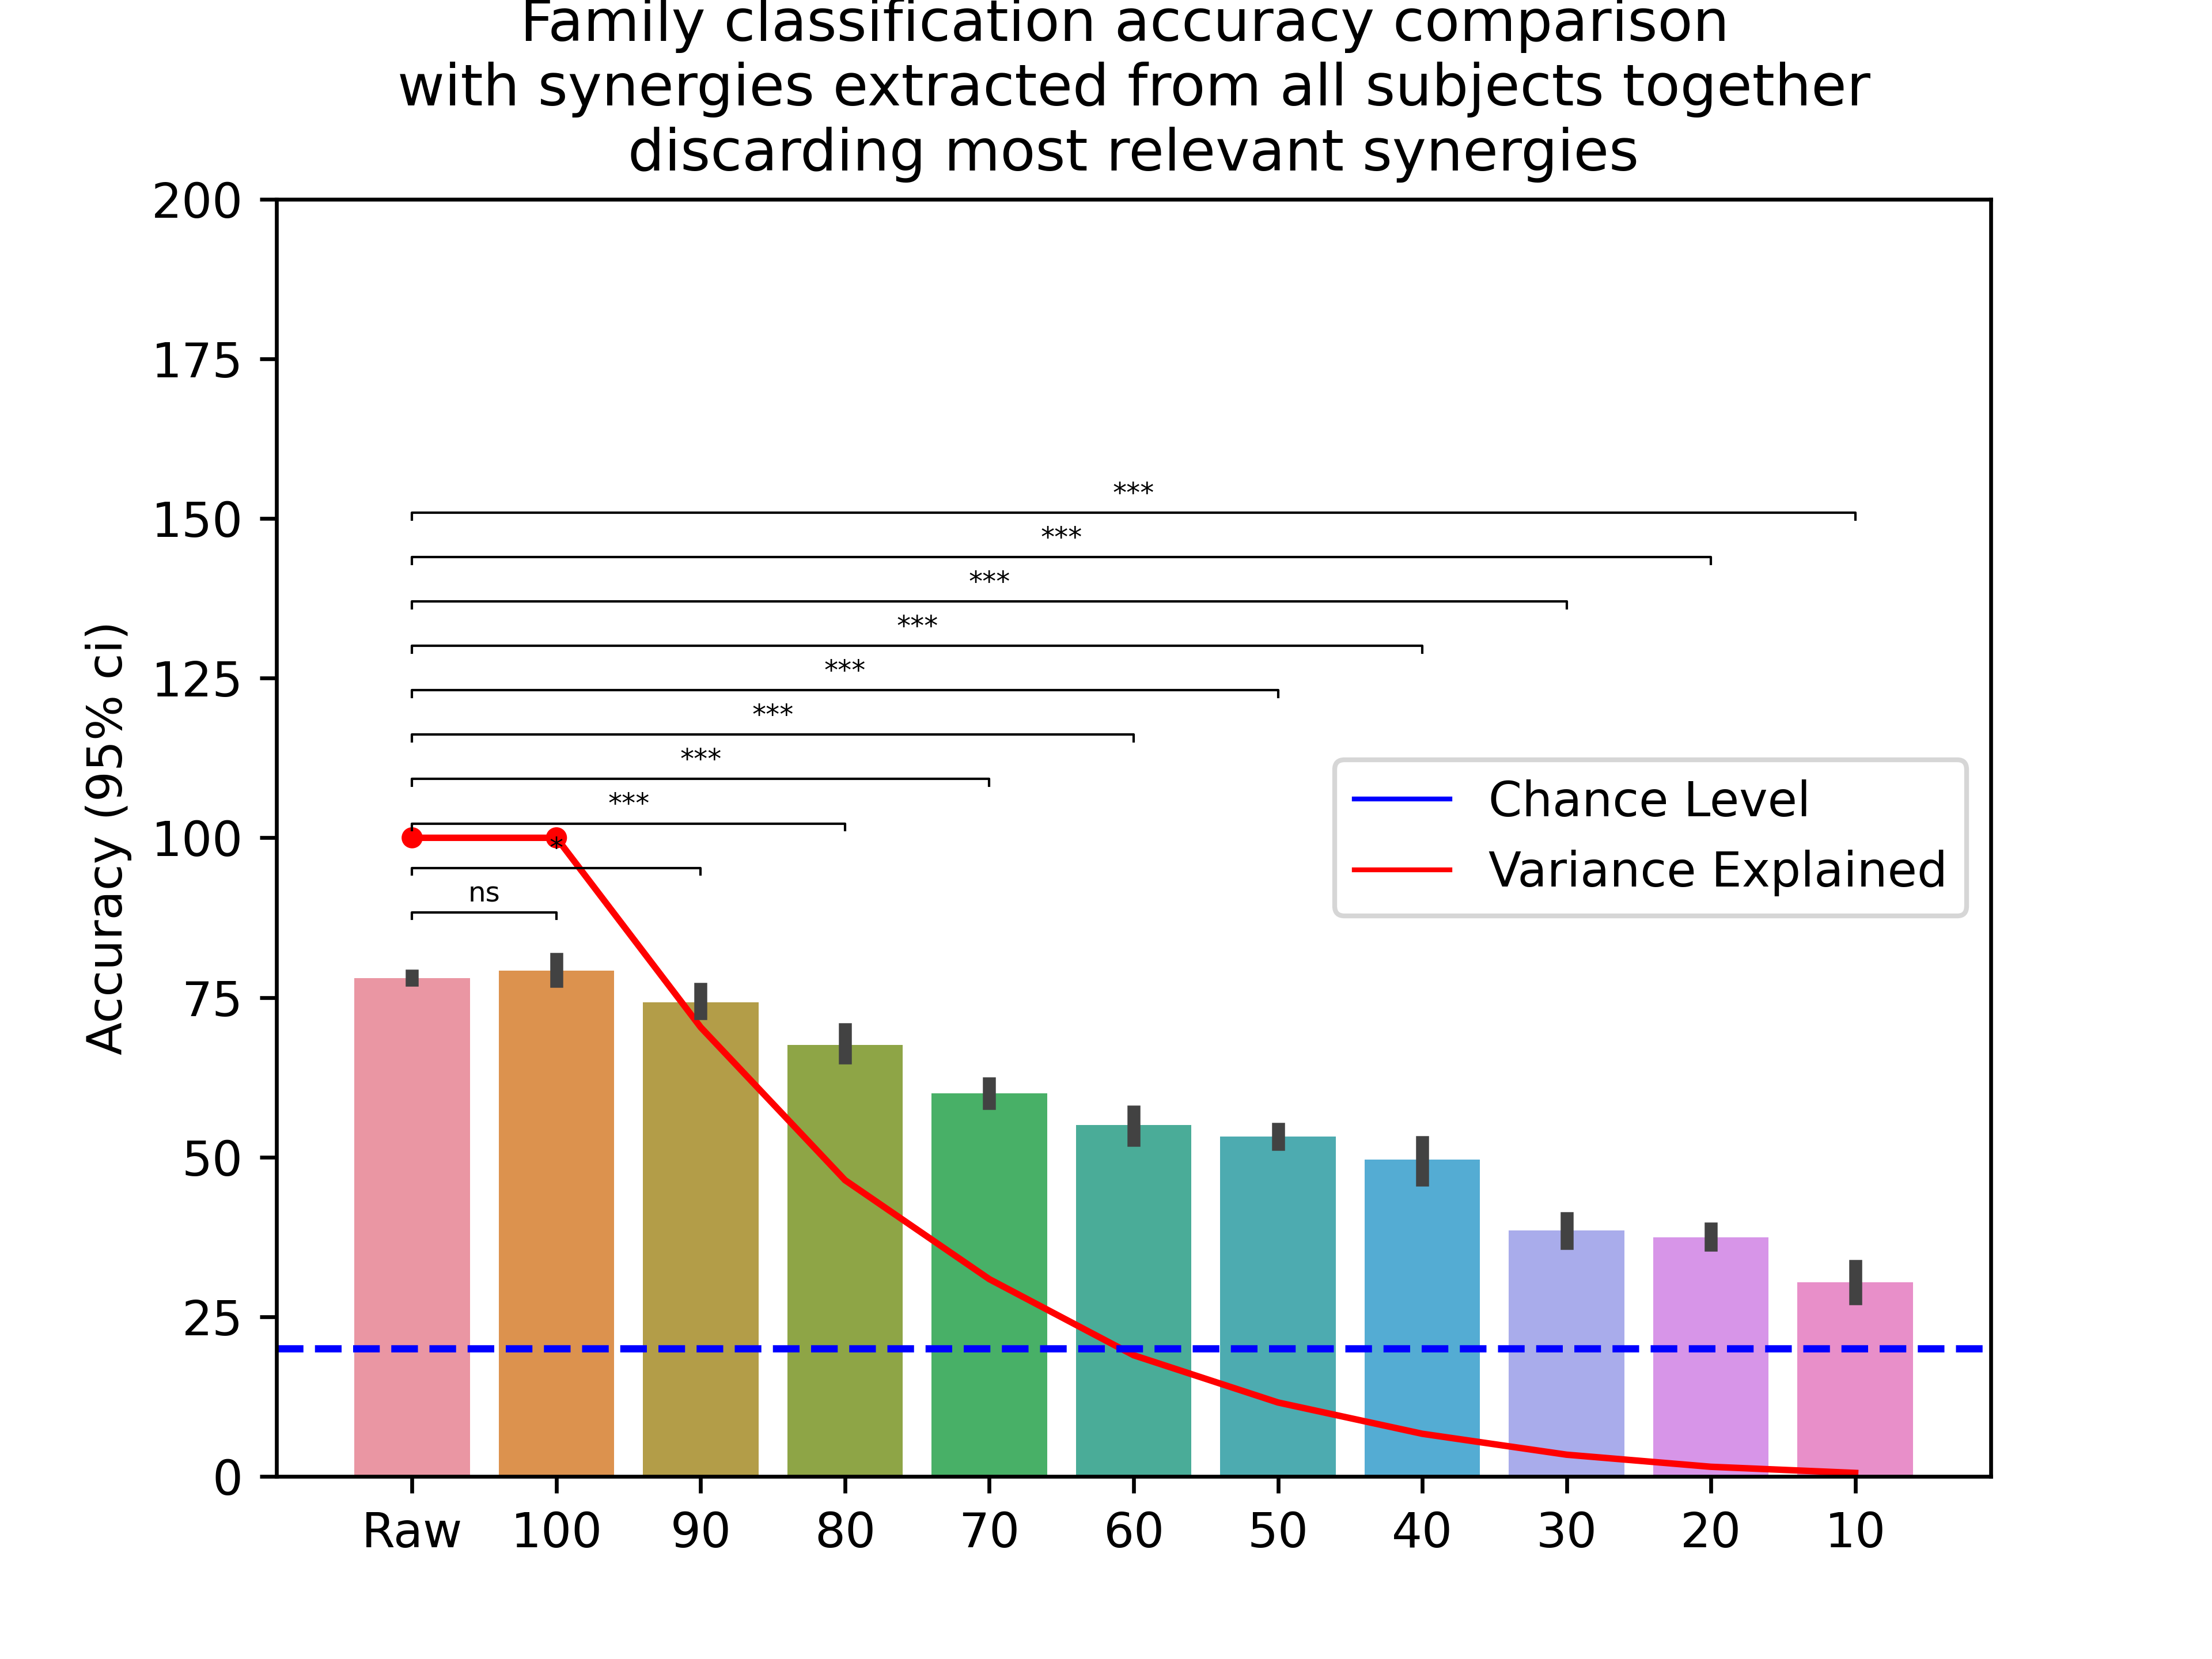 Family classification accuracy comparison
with synergies extracted from all subjects together
discarding most relevant synergies
200
175
150
125
100
75
50
25
0
Accuracy (95% ci)
***
***
***
***
***
***
***
***
*
ns
Chance Level
Variance Explained
Raw 100 90 80 70 60 50 40 30 20 10